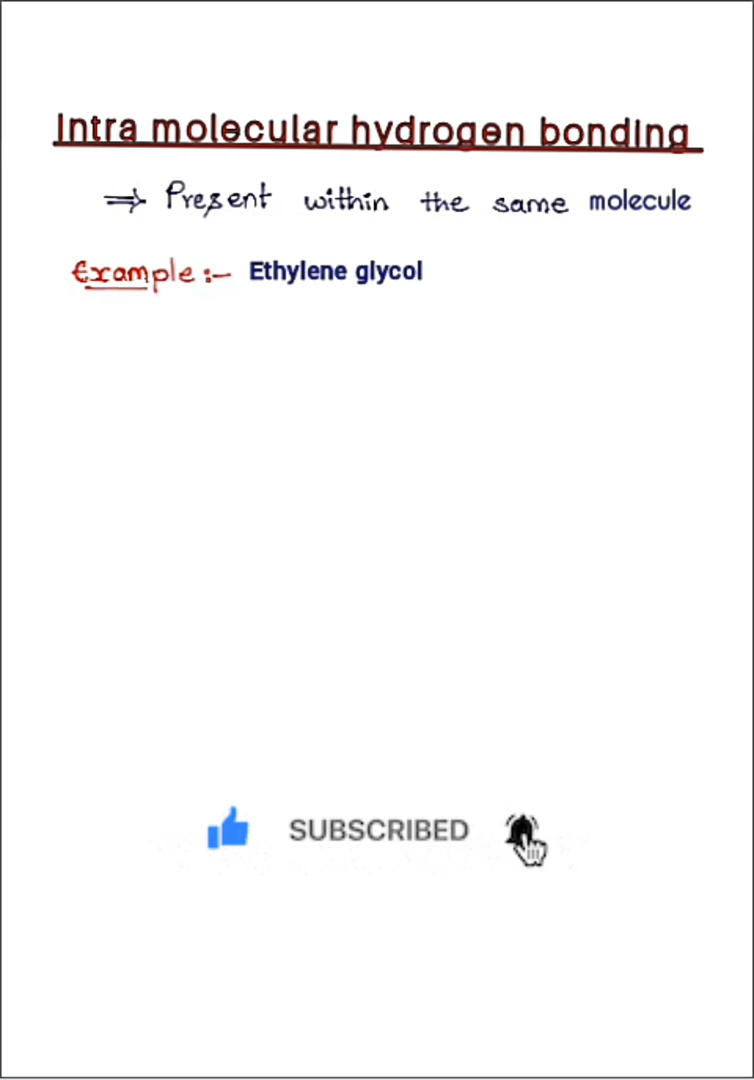 Intra molecular hydrogen bonding
⇒ Present within the same molecule
Example :- Ethylene glycol
SUBSCRIBED